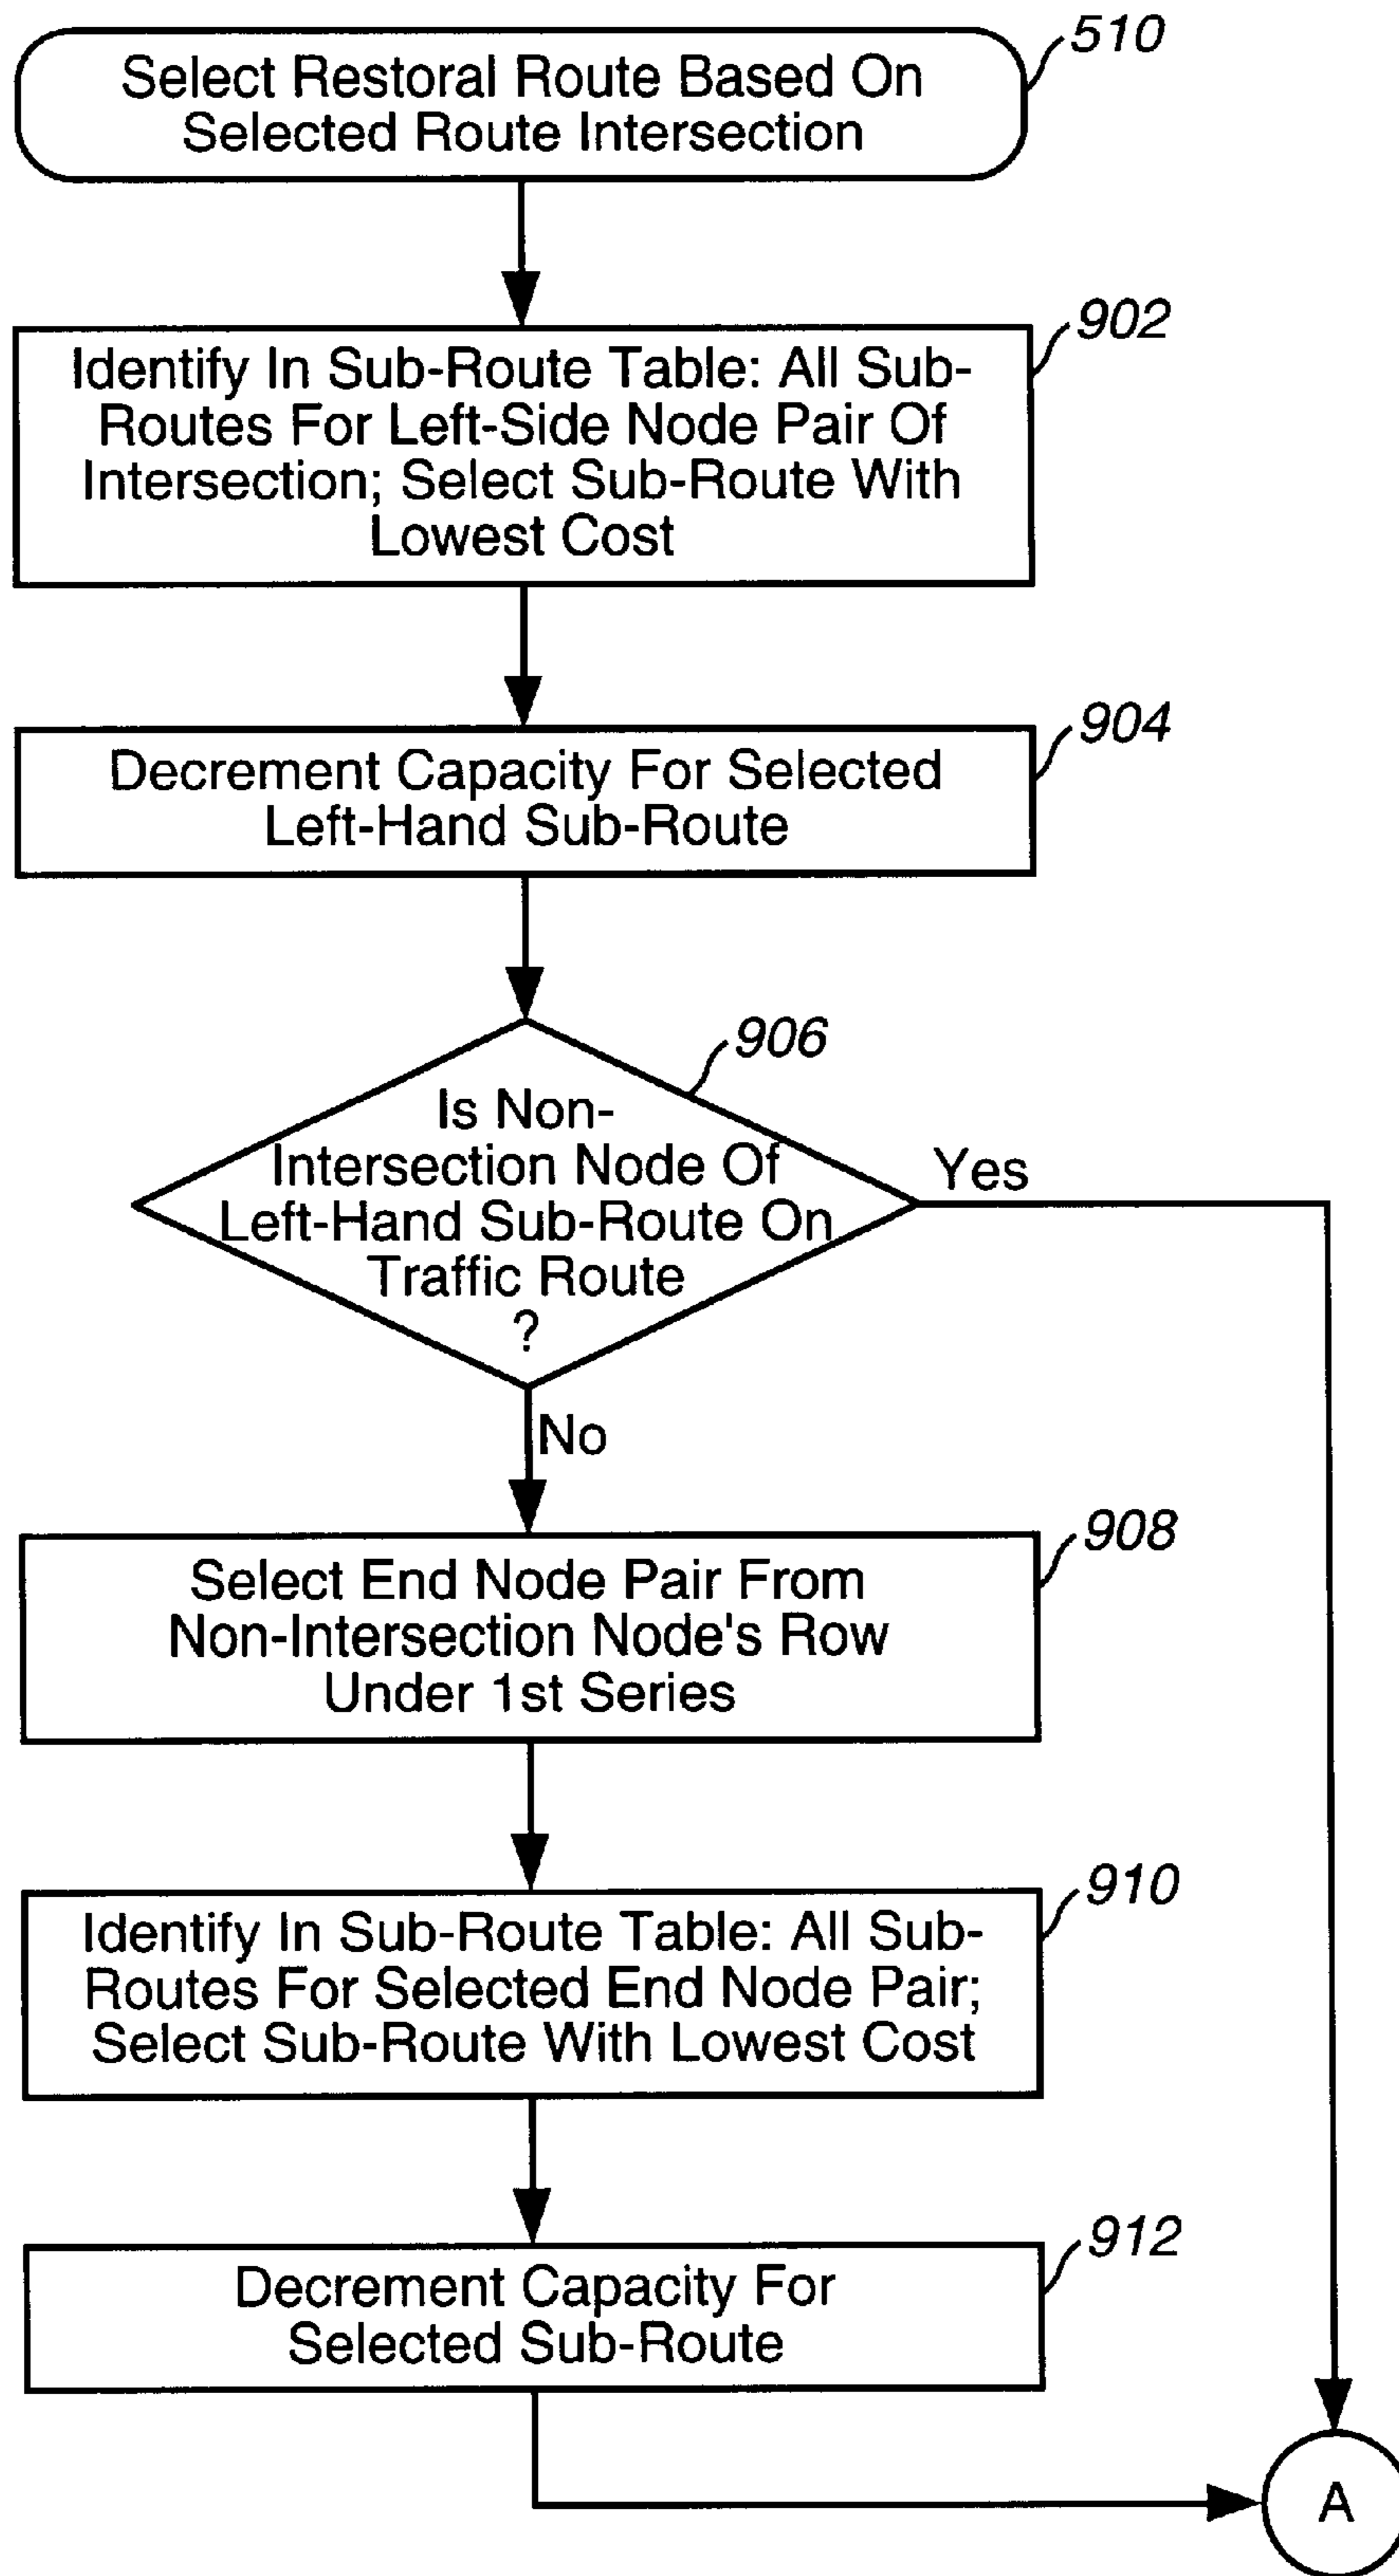 510
Select Restoral Route Based On
Selected Route Intersection
902
Identify In Sub-Route Table: All Sub-
Routes For Left-Side Node Pair Of
Intersection; Select Sub-Route With
Lowest Cost
904
Decrement Capacity For Selected
Left-Hand Sub-Route
906
Is Non-
Intersection Node Of
Left-Hand Sub-Route On
Traffic Route
?
Yes
No
908
Select End Node Pair From
Non-Intersection Node's Row
Under 1st Series
910
Identify In Sub-Route Table: All Sub-
Routes For Selected End Node Pair;
Select Sub-Route With Lowest Cost
912
Decrement Capacity For
Selected Sub-Route
A